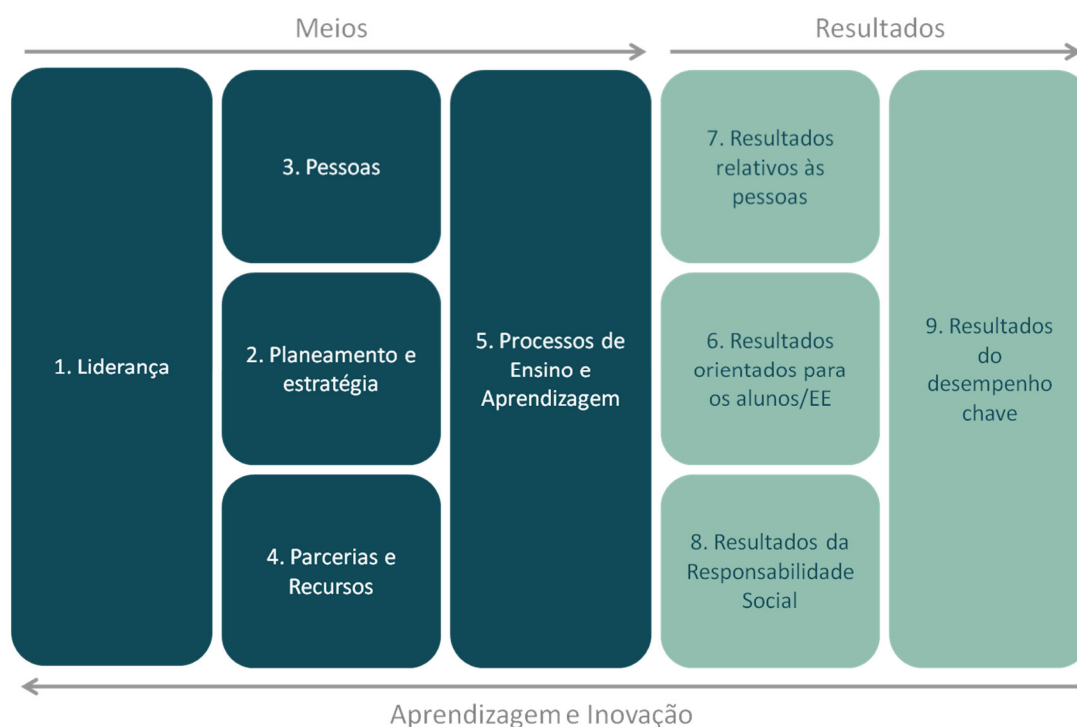 Meios
Resultados
1. Liderança
3. Pessoas
2. Planeamento e
estratégia
4. Parcerias e
Recursos
5. Processos de
Ensino e
Aprendizagem
7. Resultados
relativos às
pessoas
6. Resultados
orientados para
os alunos/EE
8. Resultados da
Responsabilidade
Social
9. Resultados
do
desempenho
chave
Aprendizagem e Inovação